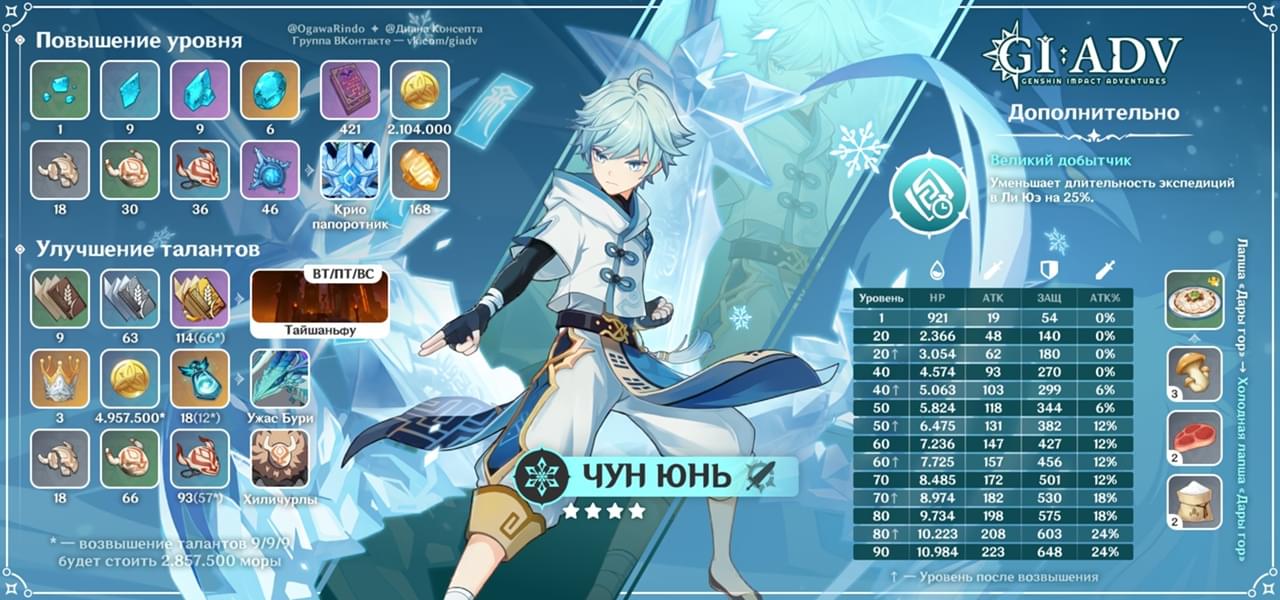 Повышение уровня
@OgawaRindo ✦ @Диана Консепта
Группа ВКонтакте — vk.com/giadv
1 9 9 6 421 2.104.000
18 30 36 46 Крио папоротник 168
Улучшение талантов
ВТ/ПТ/ВС
Тайшаньфу
9 63 114(66*)
3 4.957.500* 18(12*) Ужас Бури
18 66 93(57*) Хиличурлы
* — возвышение талантов 9/9/9,
будет стоить 2.857.500 моры
ЧУН ЮНЬ
GI·ADV
GENSHIN IMPACT ADVENTURES
Дополнительно
Великий добытчик
Уменьшает длительность экспедиций
в Ли Юэ на 25%.
Уровень HP АТК ЗАЩ АТК%
1 921 19 54 0%
20 2.366 48 140 0%
20↑ 3.054 62 180 0%
40 4.574 93 270 0%
40↑ 5.063 103 299 6%
50 5.824 118 344 6%
50↑ 6.475 131 382 12%
60 7.236 147 427 12%
60↑ 7.725 157 456 12%
70 8.485 172 501 12%
70↑ 8.974 182 530 18%
80 9.734 198 575 18%
80↑ 10.223 208 603 24%
90 10.984 223 648 24%
↑ — Уровень после возвышения
3
2
2
Лапша «Дары гор» → Холодная лапша «Дары гор»